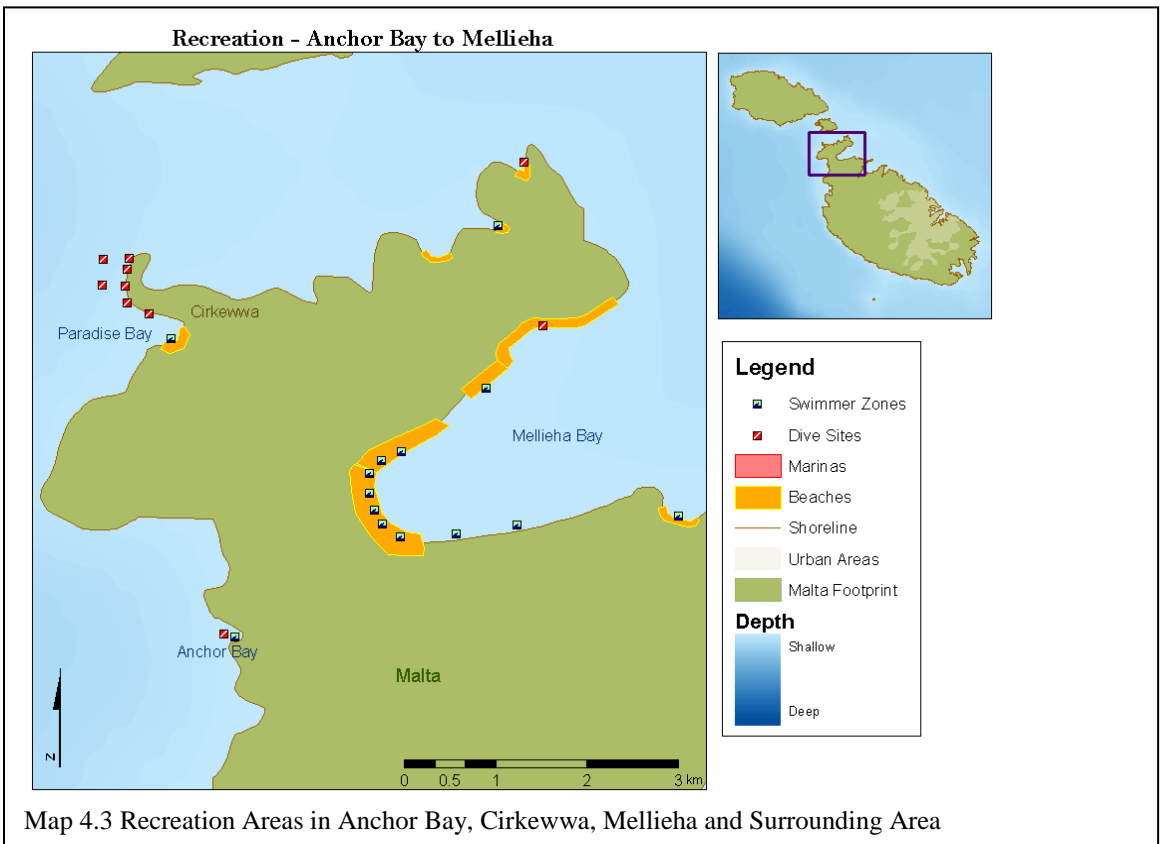 Recreation - Anchor Bay to Mellieha
Cirkewwa
Paradise Bay
Mellieha Bay
Anchor Bay
Malta
N
0 0.5 1 2 3 km
Legend
Swimmer Zones
Dive Sites
Marinas
Beaches
Shoreline
Urban Areas
Malta Footprint
Depth
Shallow
Deep
Map 4.3 Recreation Areas in Anchor Bay, Cirkewwa, Mellieha and Surrounding Area